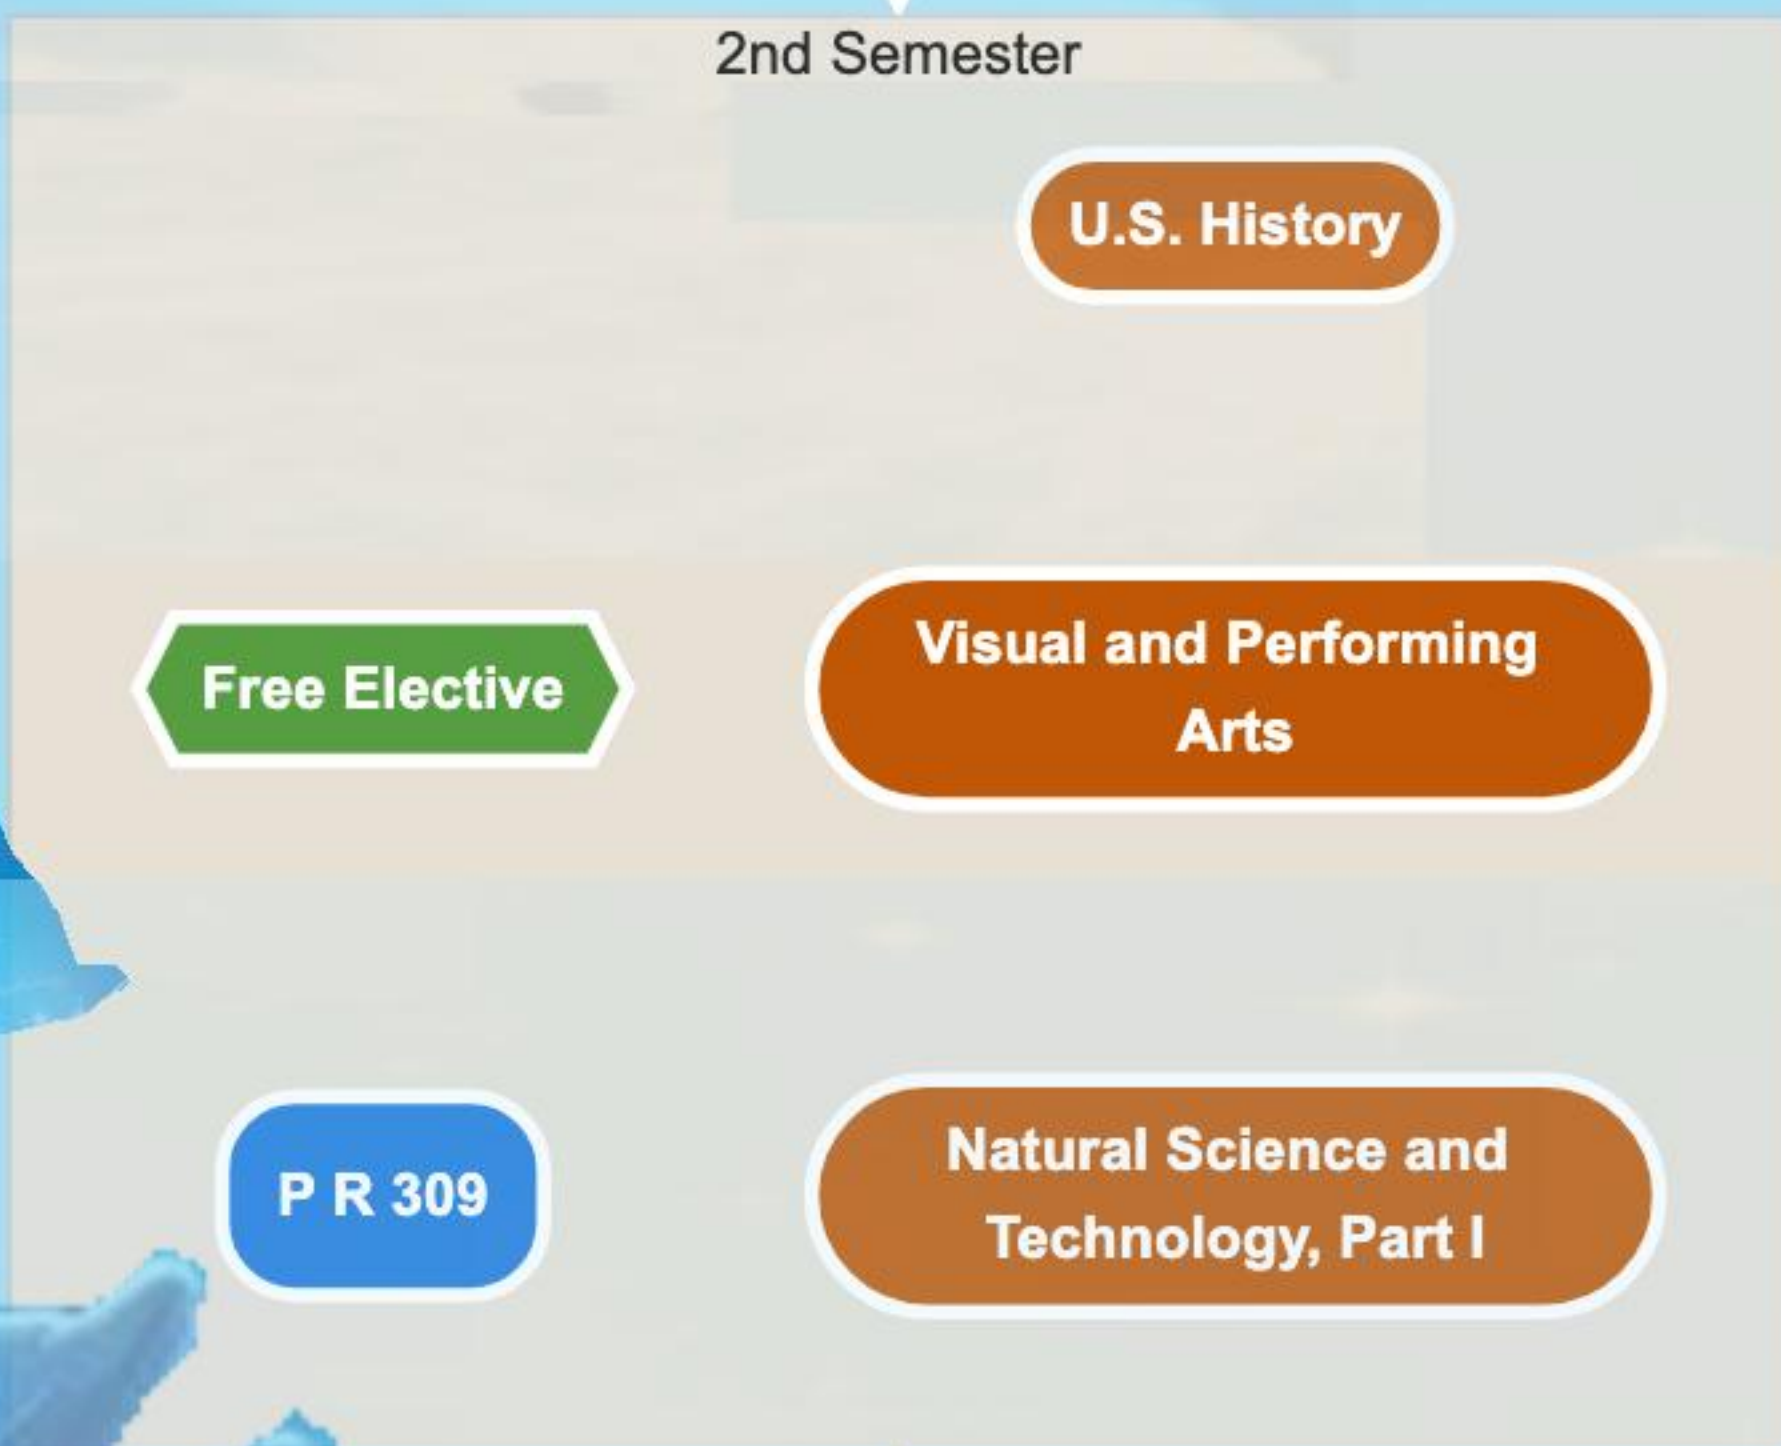 2nd Semester
U.S. History
Free Elective
Visual and Performing
Arts
P R 309
Natural Science and
Technology, Part I